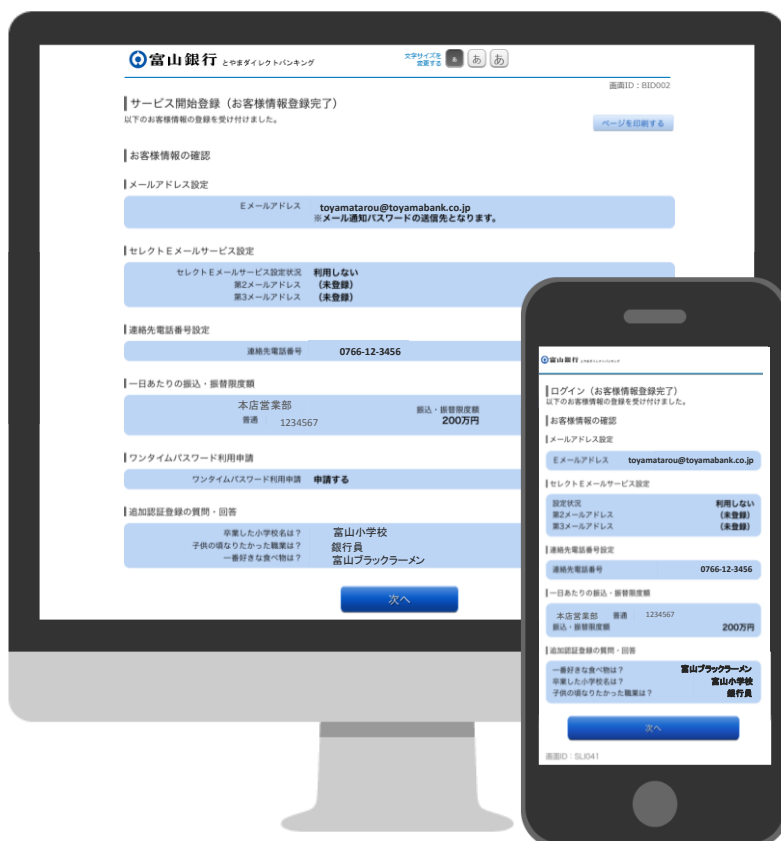 富山銀行 とやまダイレクトバンキング
文字サイズを
変更する
あ
あ
あ
画面ID：BID002
サービス開始登録（お客様情報登録完了）
以下のお客様情報の登録を受け付けました。
ページを印刷する
お客様情報の確認
メールアドレス設定
Ｅメールアドレス toyamatarou@toyamabank.co.jp
※メール通知パスワードの送信先となります。
セレクトＥメールサービス設定
セレクトＥメールサービス設定状況 利用しない
第2メールアドレス （未登録）
第3メールアドレス （未登録）
連絡先電話番号設定
連絡先電話番号 0766-12-3456
一日あたりの振込・振替限度額
本店営業部 振込・振替限度額
普通 1234567 200万円
ワンタイムパスワード利用申請
ワンタイムパスワード利用申請 申請する
追加認証登録の質問・回答
卒業した小学校名は？ 富山小学校
子供の頃なりたかった職業は？ 銀行員
一番好きな食べ物は？ 富山ブラックラーメン
次へ
富山銀行 とやまダイレクトバンキング
ログイン（お客様情報登録完了）
以下のお客様情報の登録を受け付けました。
お客様情報の確認
メールアドレス設定
Ｅメールアドレス toyamatarou@toyamabank.co.jp
セレクトＥメールサービス設定
設定状況 利用しない
第2メールアドレス （未登録）
第3メールアドレス （未登録）
連絡先電話番号設定
連絡先電話番号 0766-12-3456
一日あたりの振込・振替限度額
本店営業部 普通 1234567
振込・振替限度額 200万円
追加認証登録の質問・回答
一番好きな食べ物は？ 富山ブラックラーメン
卒業した小学校名は？ 富山小学校
子供の頃なりたかった職業は？ 銀行員
次へ
画面ID：SLI041